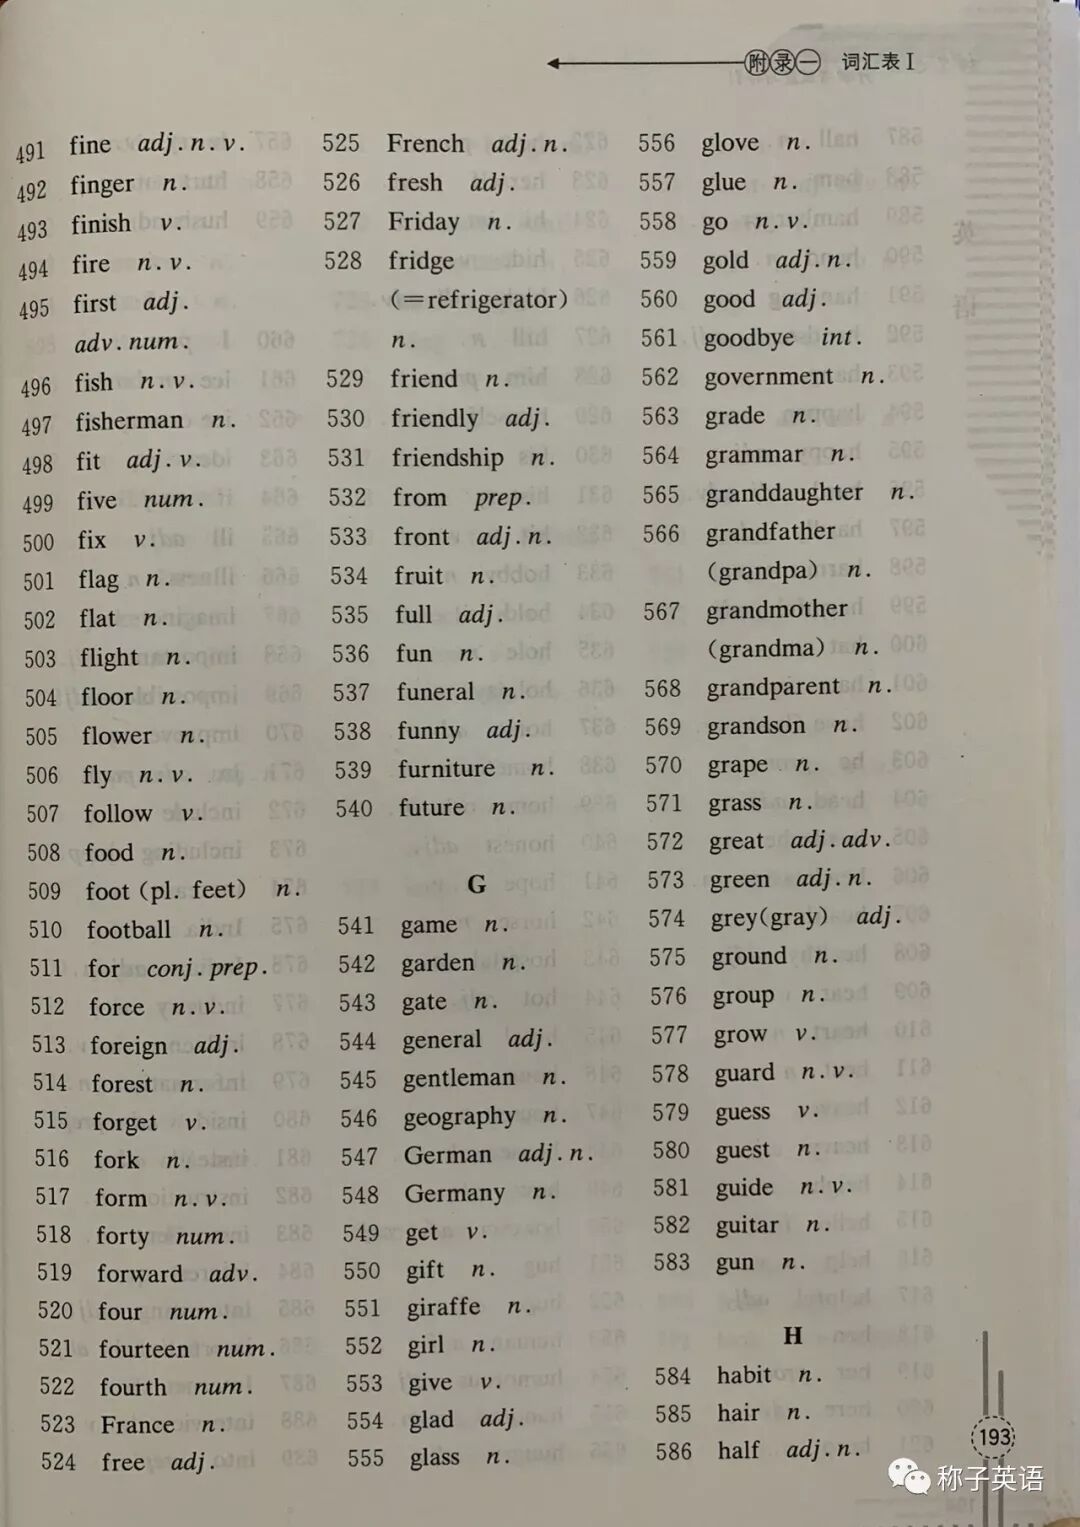 附录一 词汇表Ⅰ
491 fine adj.n.v.
492 finger n.
493 finish v.
494 fire n.v.
495 first adj.
adv.num.
496 fish n.v.
497 fisherman n.
498 fit adj.v.
499 five num.
500 fix v.
501 flag n.
502 flat n.
503 flight n.
504 floor n.
505 flower n.
506 fly n.v.
507 follow v.
508 food n.
509 foot (pl. feet) n.
510 football n.
511 for conj.prep.
512 force n.v.
513 foreign adj.
514 forest n.
515 forget v.
516 fork n.
517 form n.v.
518 forty num.
519 forward adv.
520 four num.
521 fourteen num.
522 fourth num.
523 France n.
524 free adj.
525 French adj.n.
526 fresh adj.
527 Friday n.
528 fridge
(=refrigerator)
n.
529 friend n.
530 friendly adj.
531 friendship n.
532 from prep.
533 front adj.n.
534 fruit n.
535 full adj.
536 fun n.
537 funeral n.
538 funny adj.
539 furniture n.
540 future n.
G
541 game n.
542 garden n.
543 gate n.
544 general adj.
545 gentleman n.
546 geography n.
547 German adj.n.
548 Germany n.
549 get v.
550 gift n.
551 giraffe n.
552 girl n.
553 give v.
554 glad adj.
555 glass n.
556 glove n.
557 glue n.
558 go n.v.
559 gold adj.n.
560 good adj.
561 goodbye int.
562 government n.
563 grade n.
564 grammar n.
565 granddaughter n.
566 grandfather
(grandpa) n.
567 grandmother
(grandma) n.
568 grandparent n.
569 grandson n.
570 grape n.
571 grass n.
572 great adj.adv.
573 green adj.n.
574 grey(gray) adj.
575 ground n.
576 group n.
577 grow v.
578 guard n.v.
579 guess v.
580 guest n.
581 guide n.v.
582 guitar n.
583 gun n.
H
584 habit n.
585 hair n.
586 half adj.n.
193
称子英语